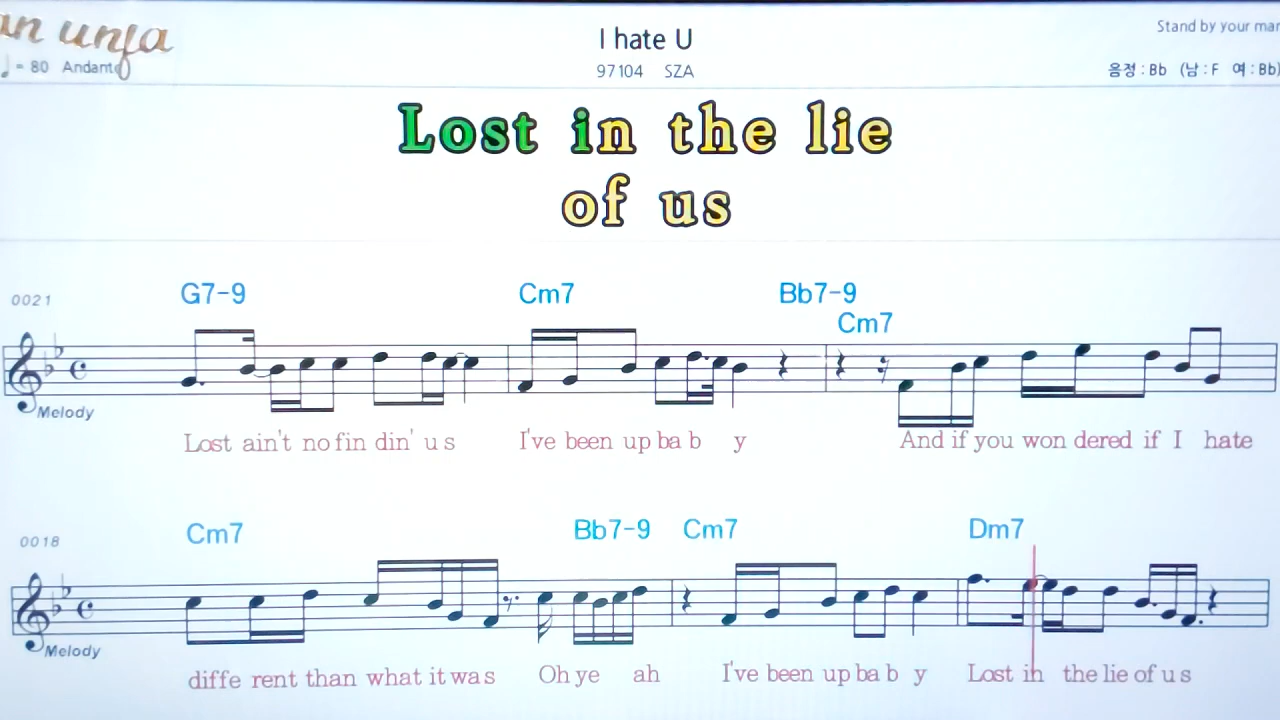 an unfa
I hate U
Stand by your man
♩= 80 Andante
97104 SZA
음정 : Bb (남 : F 여 : Bb)
Lost in the lie
of us
0021
G7-9 Cm7 Bb7-9
Cm7
Melody
Lost ain't no fin din' u s I've been up ba b y And if you won dered if I hate
0018
Cm7 Bb7-9 Cm7 Dm7
Melody
diffe rent than what it was Oh ye ah I've been up ba b y Lost in the lie of u s